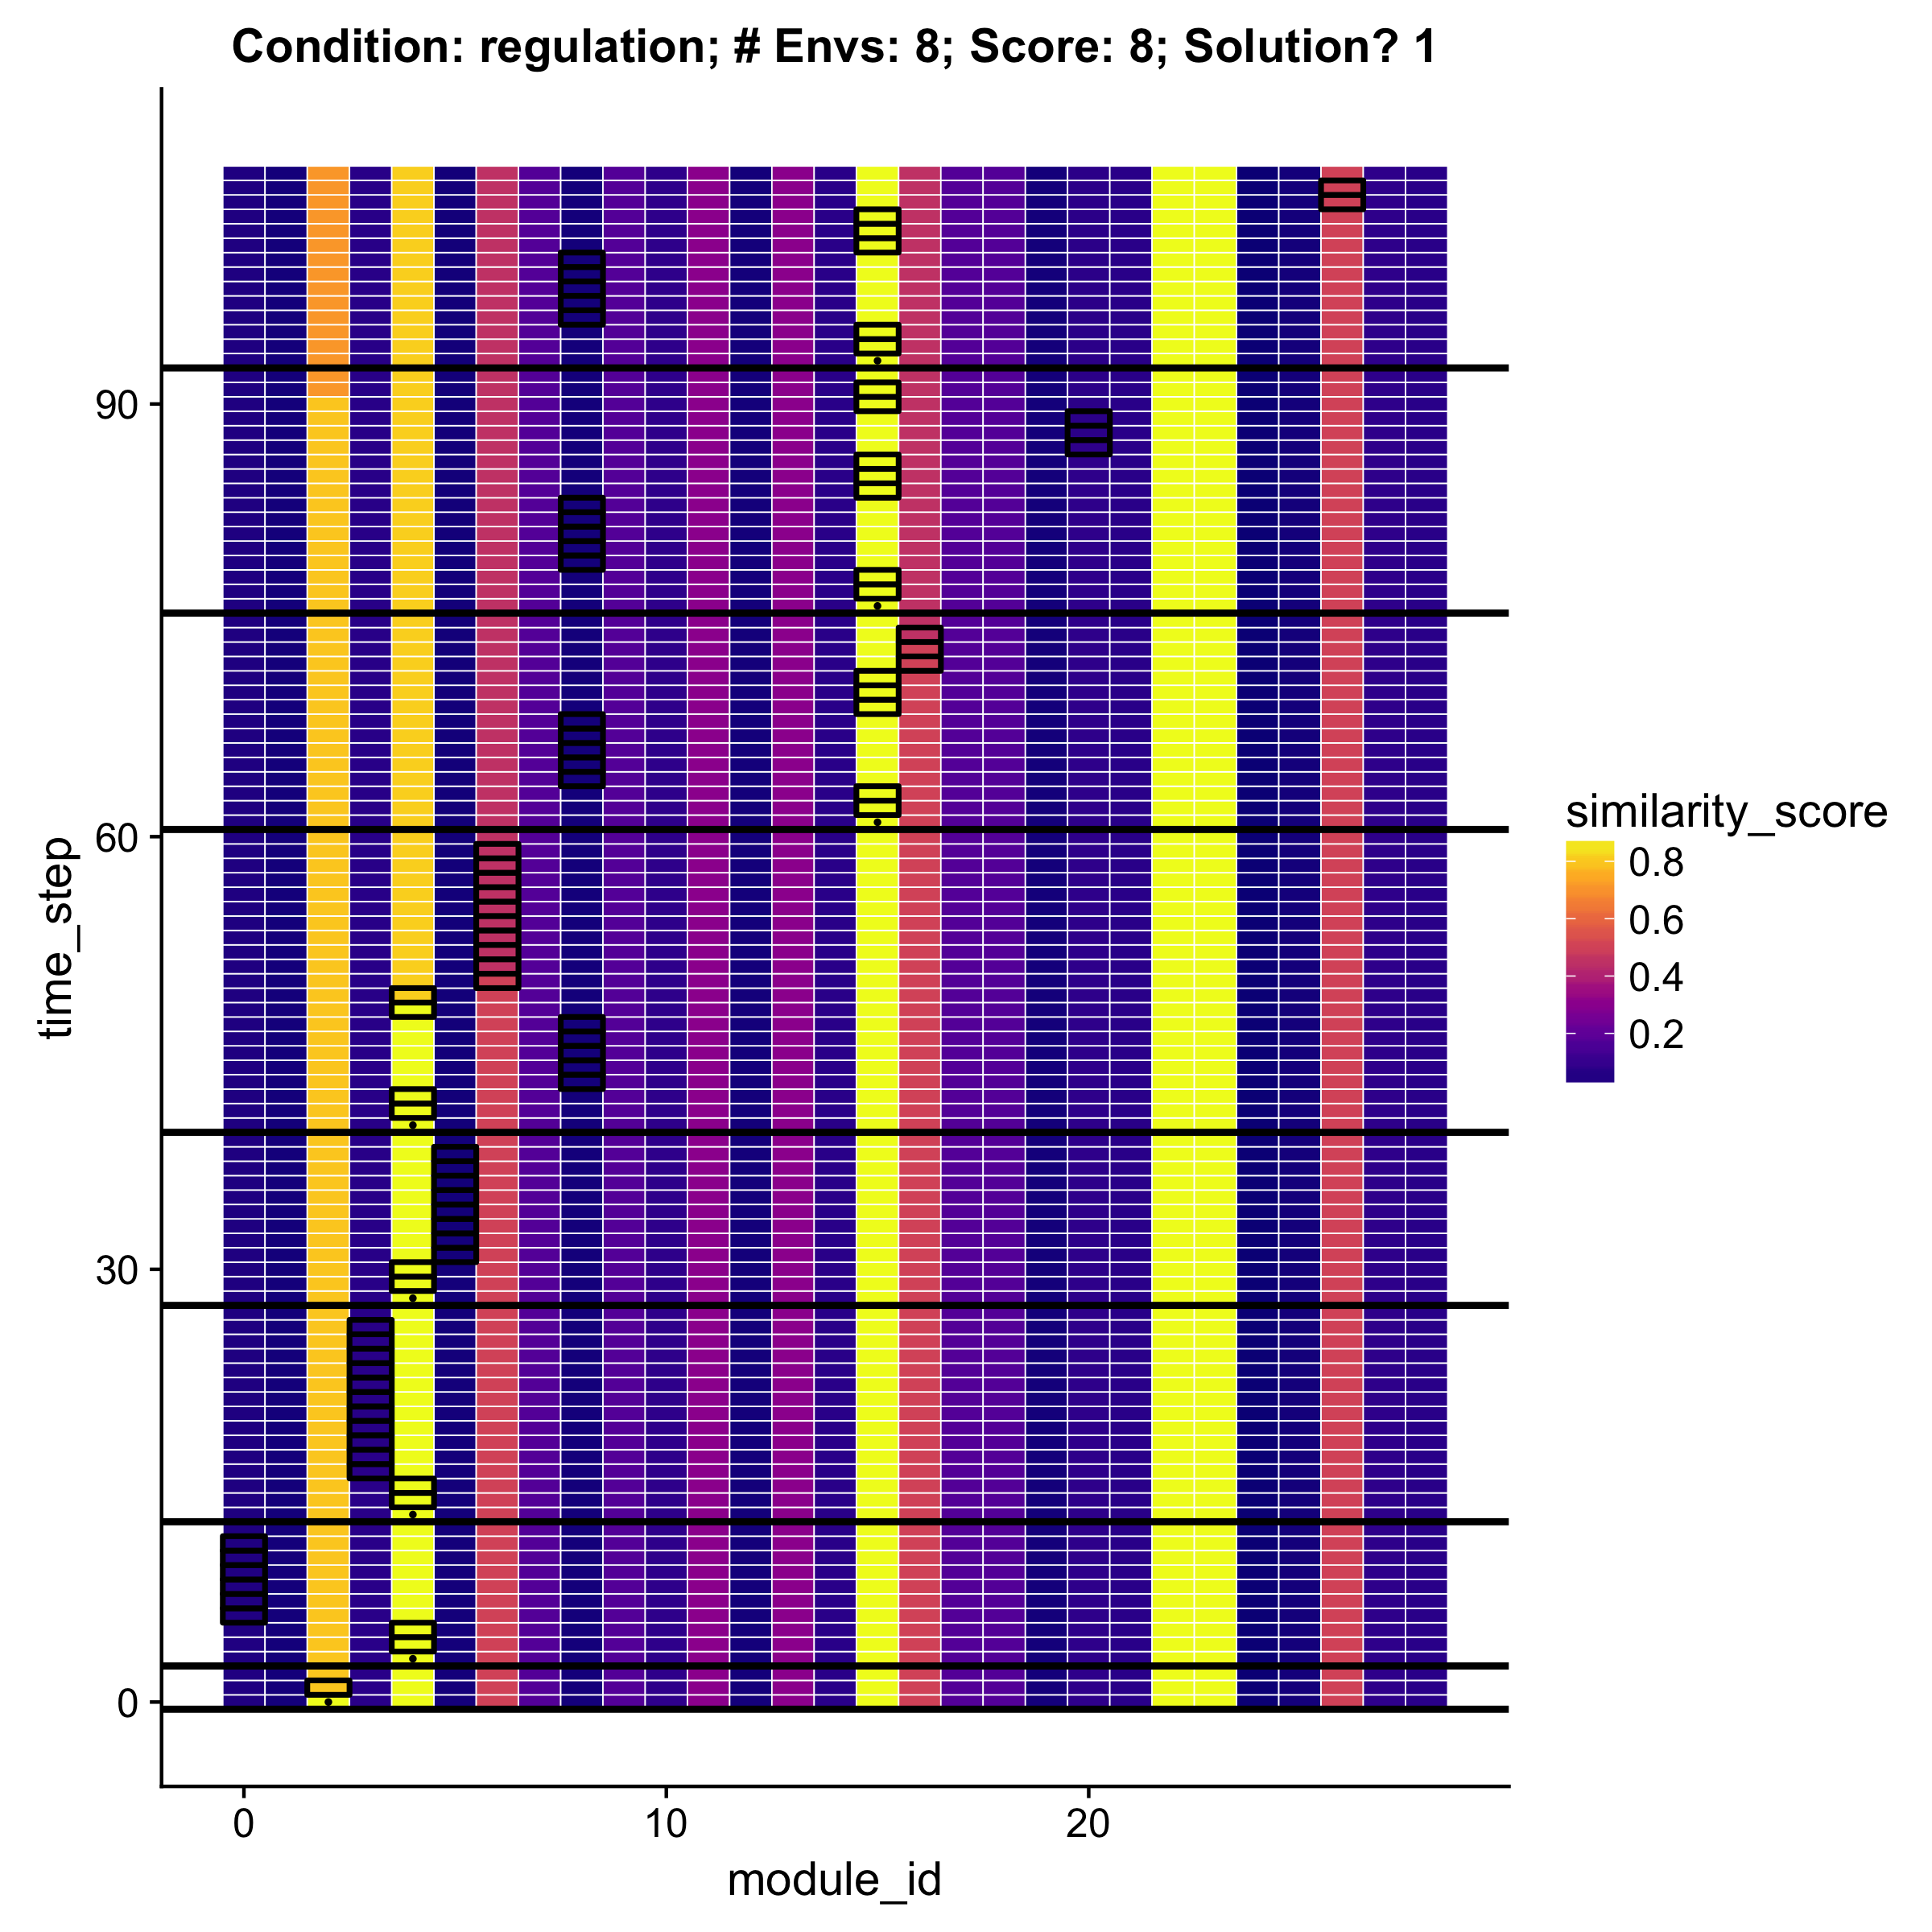 Condition: regulation; # Envs: 8; Score: 8; Solution? 1
time_step
90
60
30
0
0
10
20
module_id
similarity_score
0.8
0.6
0.4
0.2